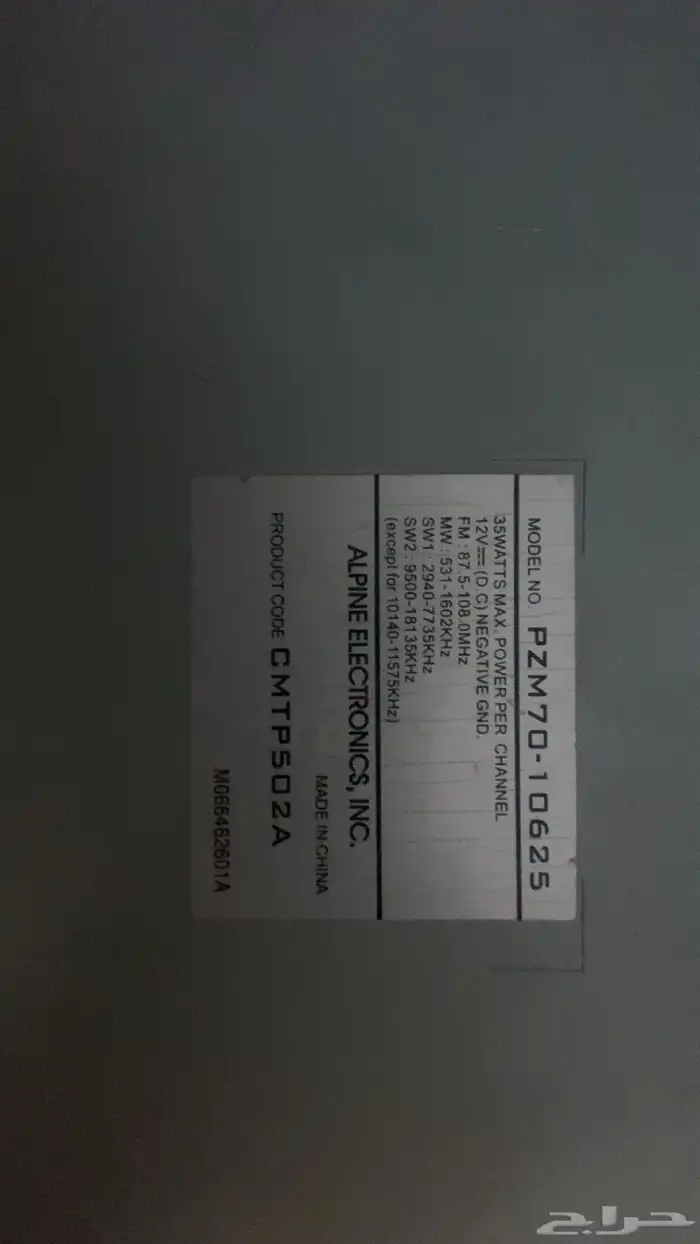 MODEL NO PZM70-10625
35WATTS MAX. POWER PER CHANNEL
12V⎓(D.C) NEGATIVE GND.
FM : 87.5-108.0MHz
MW : 531-1602KHz
SW1 : 2940-7735KHz
SW2 : 9500-18135KHz
(except for 10140-11575KHz)
ALPINE ELECTRONICS, INC.
MADE IN CHINA
PRODUCT CODE CMTP502A
M066462601A
حراج